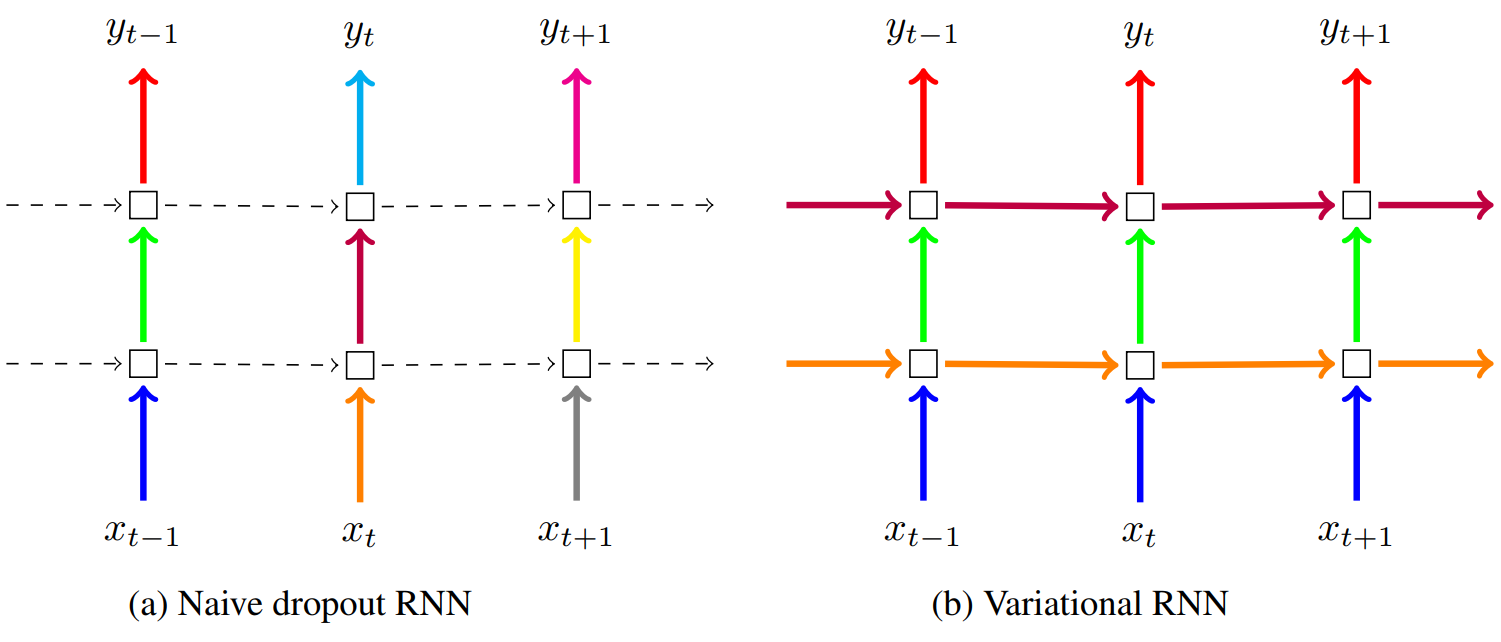 y_{t−1} y_t y_{t+1} y_{t−1} y_t y_{t+1}
x_{t−1} x_t x_{t+1} x_{t−1} x_t x_{t+1}
(a) Naive dropout RNN (b) Variational RNN